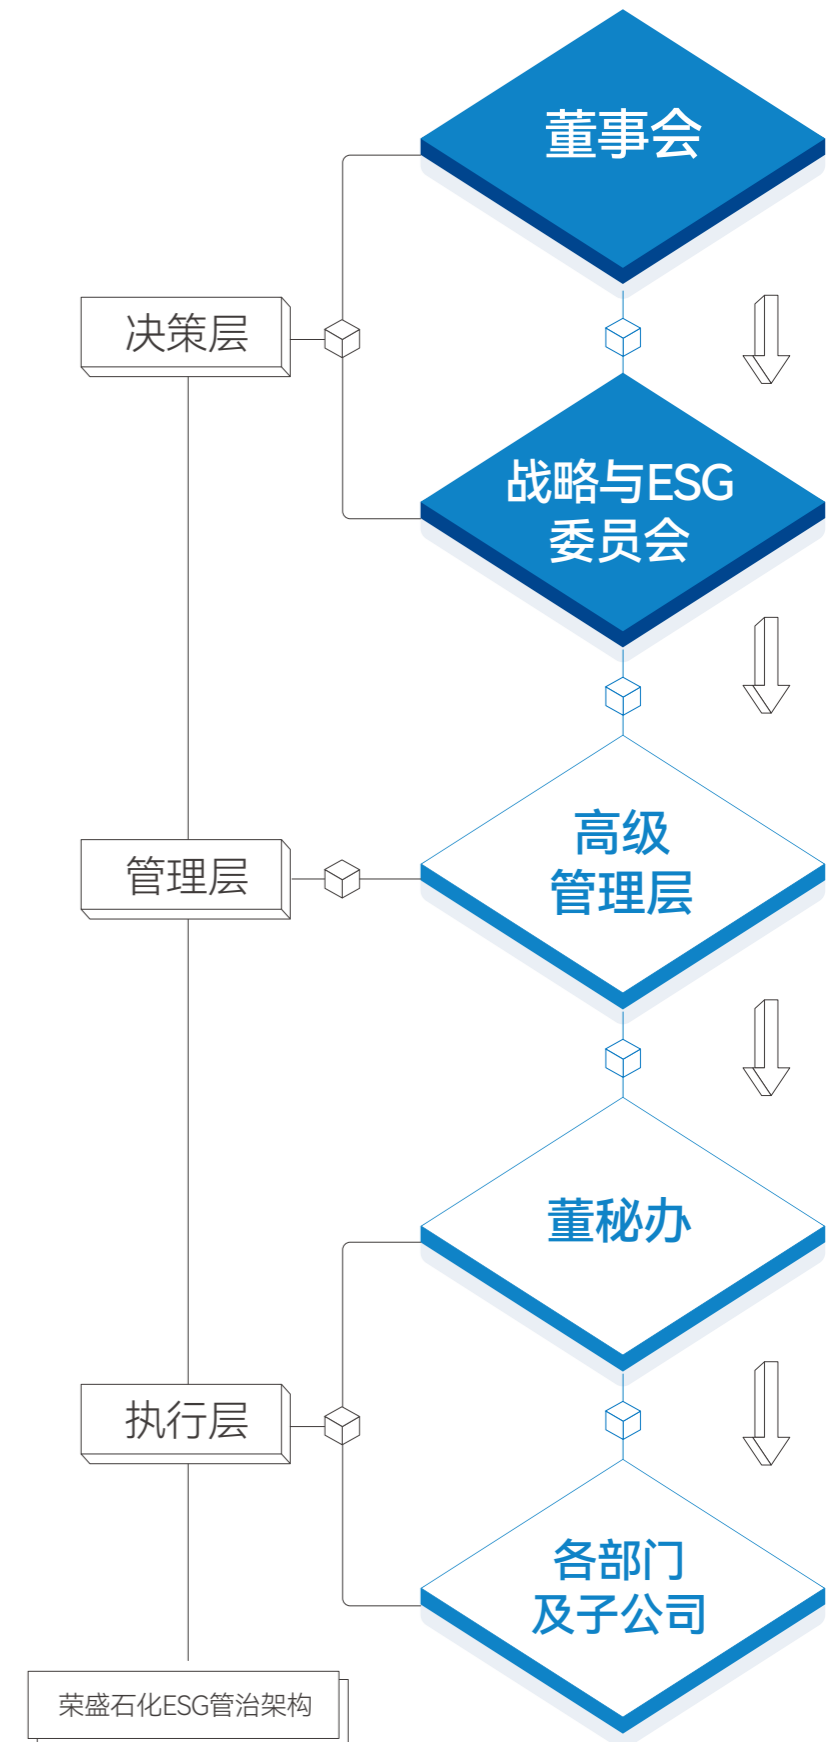 董事会
决策层
战略与ESG
委员会
高级
管理层
管理层
董秘办
执行层
各部门
及子公司
荣盛石化ESG管治架构